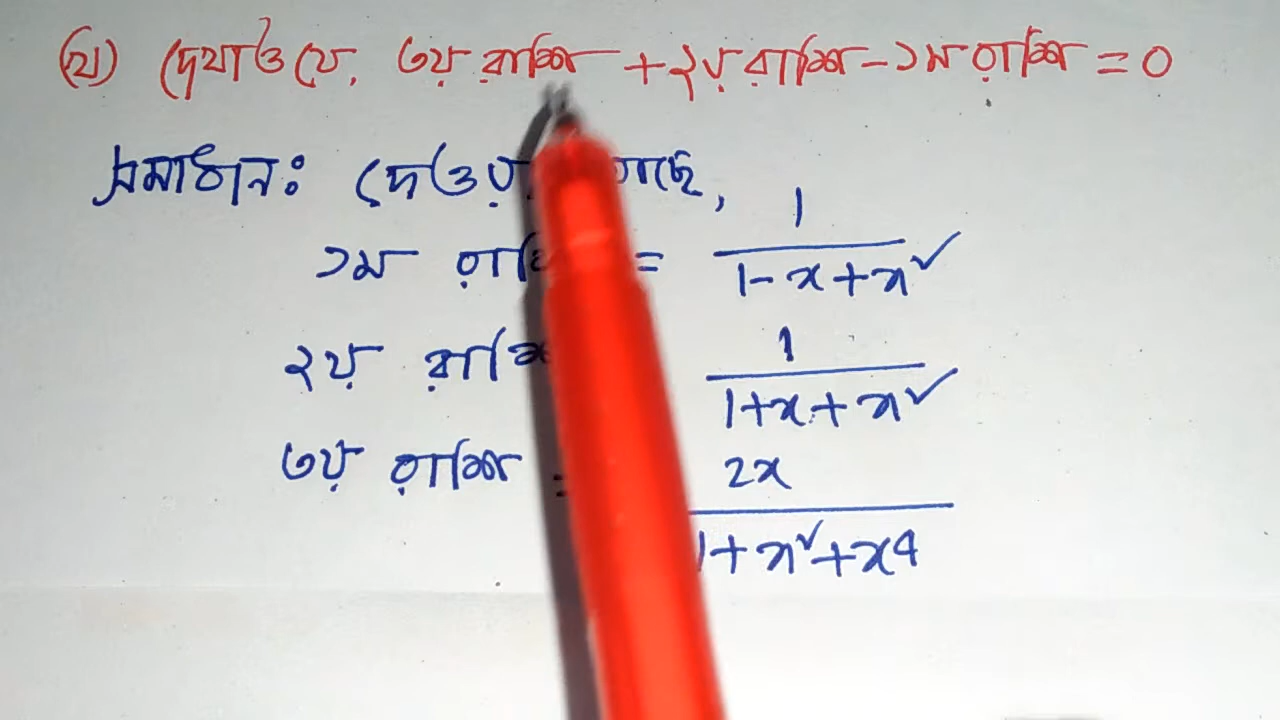 (খ) দেখাও যে, ৩য় রাশি + ২য় রাশি - ১ম রাশি = 0
সমাধানঃ দেওয়া আছে,
১ম রাশি = 1/(1-x+x²)
২য় রাশি 1/(1+x+x²)
৩য় রাশি = 2x/(1+x²+x4)